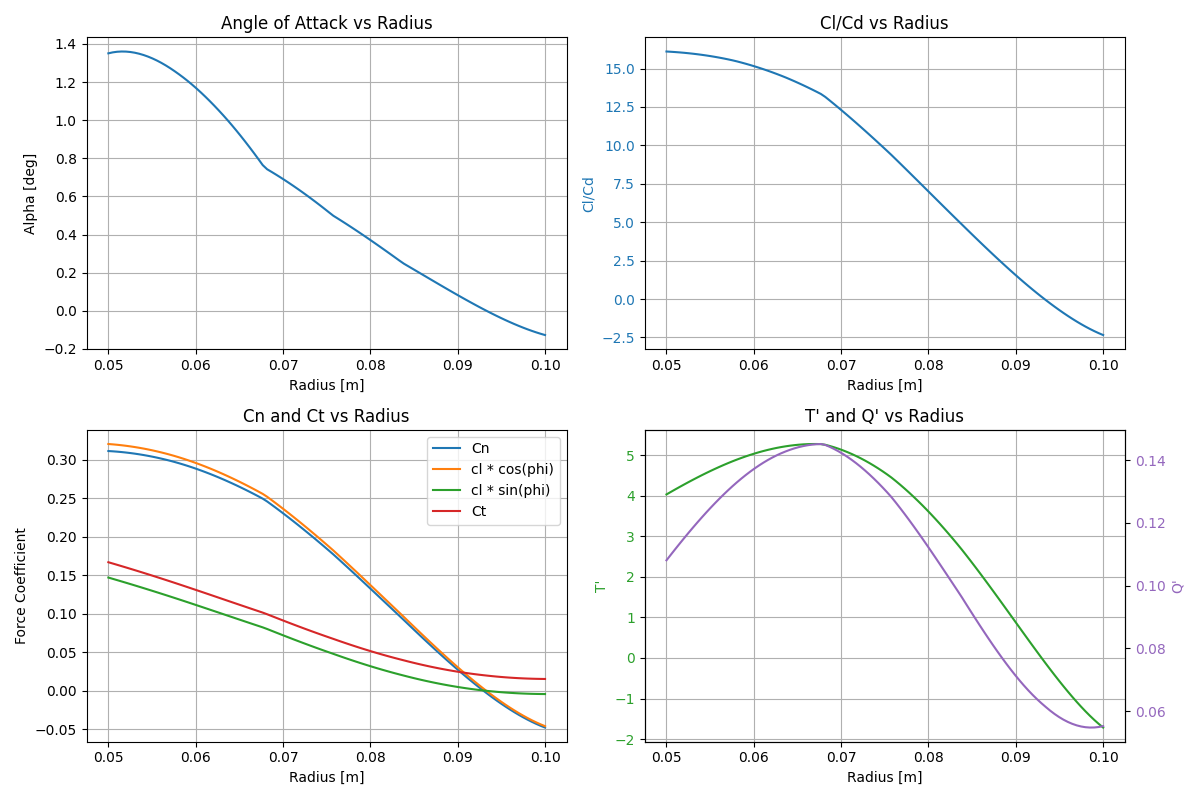 Angle of Attack vs Radius
Alpha [deg]
1.4
1.2
1.0
0.8
0.6
0.4
0.2
0.0
−0.2
0.05 0.06 0.07 0.08 0.09 0.10
Radius [m]
Cl/Cd vs Radius
Cl/Cd
15.0
12.5
10.0
7.5
5.0
2.5
0.0
−2.5
0.05 0.06 0.07 0.08 0.09 0.10
Radius [m]
Cn and Ct vs Radius
Force Coefficient
0.30
0.25
0.20
0.15
0.10
0.05
0.00
−0.05
Cn
cl * cos(phi)
cl * sin(phi)
Ct
0.05 0.06 0.07 0.08 0.09 0.10
Radius [m]
T' and Q' vs Radius
T'
5
4
3
2
1
0
−1
−2
0.14
0.12
0.10
0.08
0.06
Q'
0.05 0.06 0.07 0.08 0.09 0.10
Radius [m]